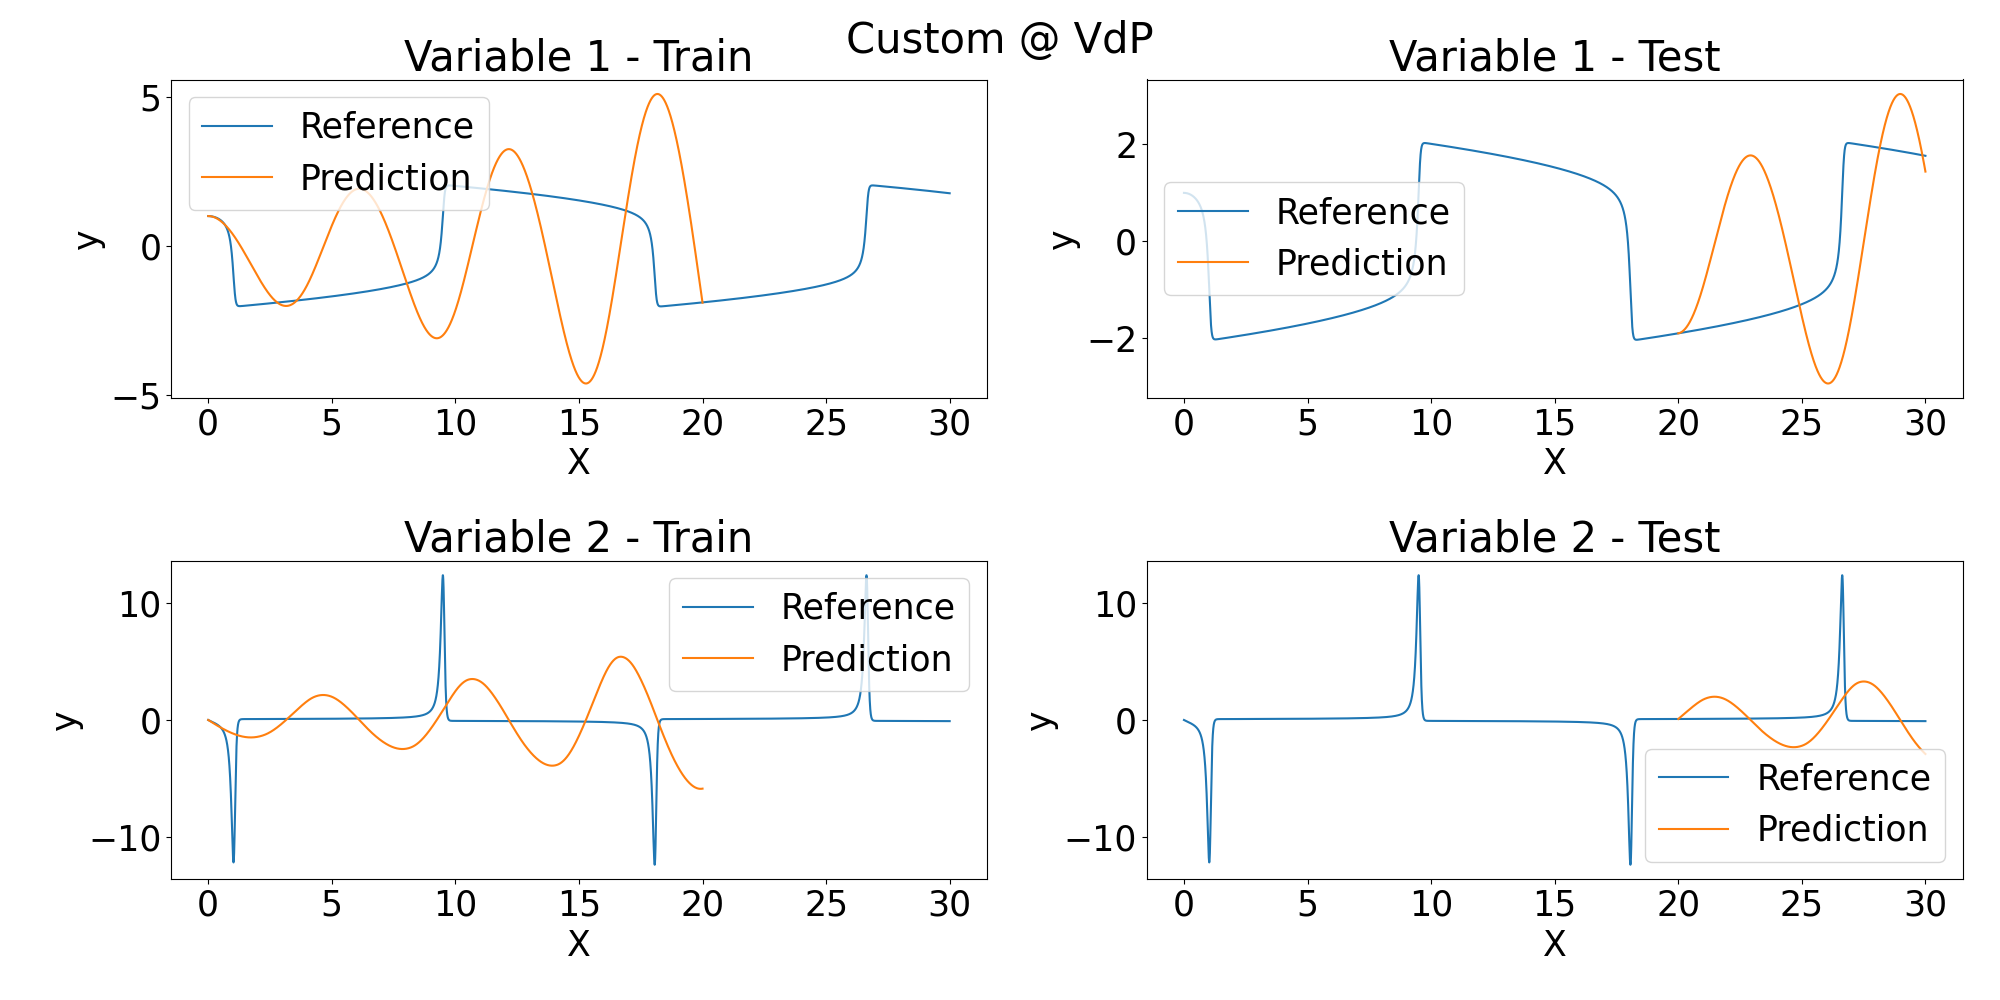 Custom @ VdP
Variable 1 - Train
5
0
−5
y
Reference
Prediction
0 5 10 15 20 25 30
X
Variable 1 - Test
2
0
−2
y
Reference
Prediction
0 5 10 15 20 25 30
X
Variable 2 - Train
10
0
−10
y
Reference
Prediction
0 5 10 15 20 25 30
X
Variable 2 - Test
10
0
−10
y
Reference
Prediction
0 5 10 15 20 25 30
X